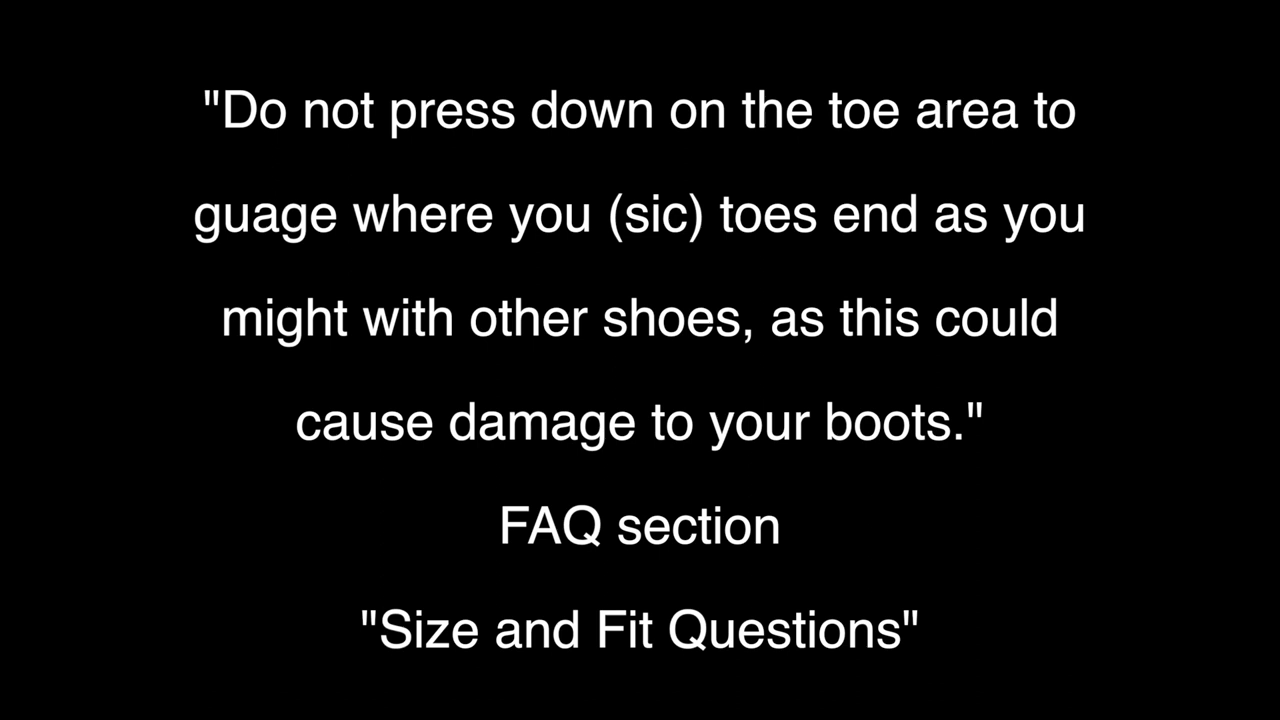 "Do not press down on the toe area to
guage where you (sic) toes end as you
might with other shoes, as this could
cause damage to your boots."
FAQ section
"Size and Fit Questions"